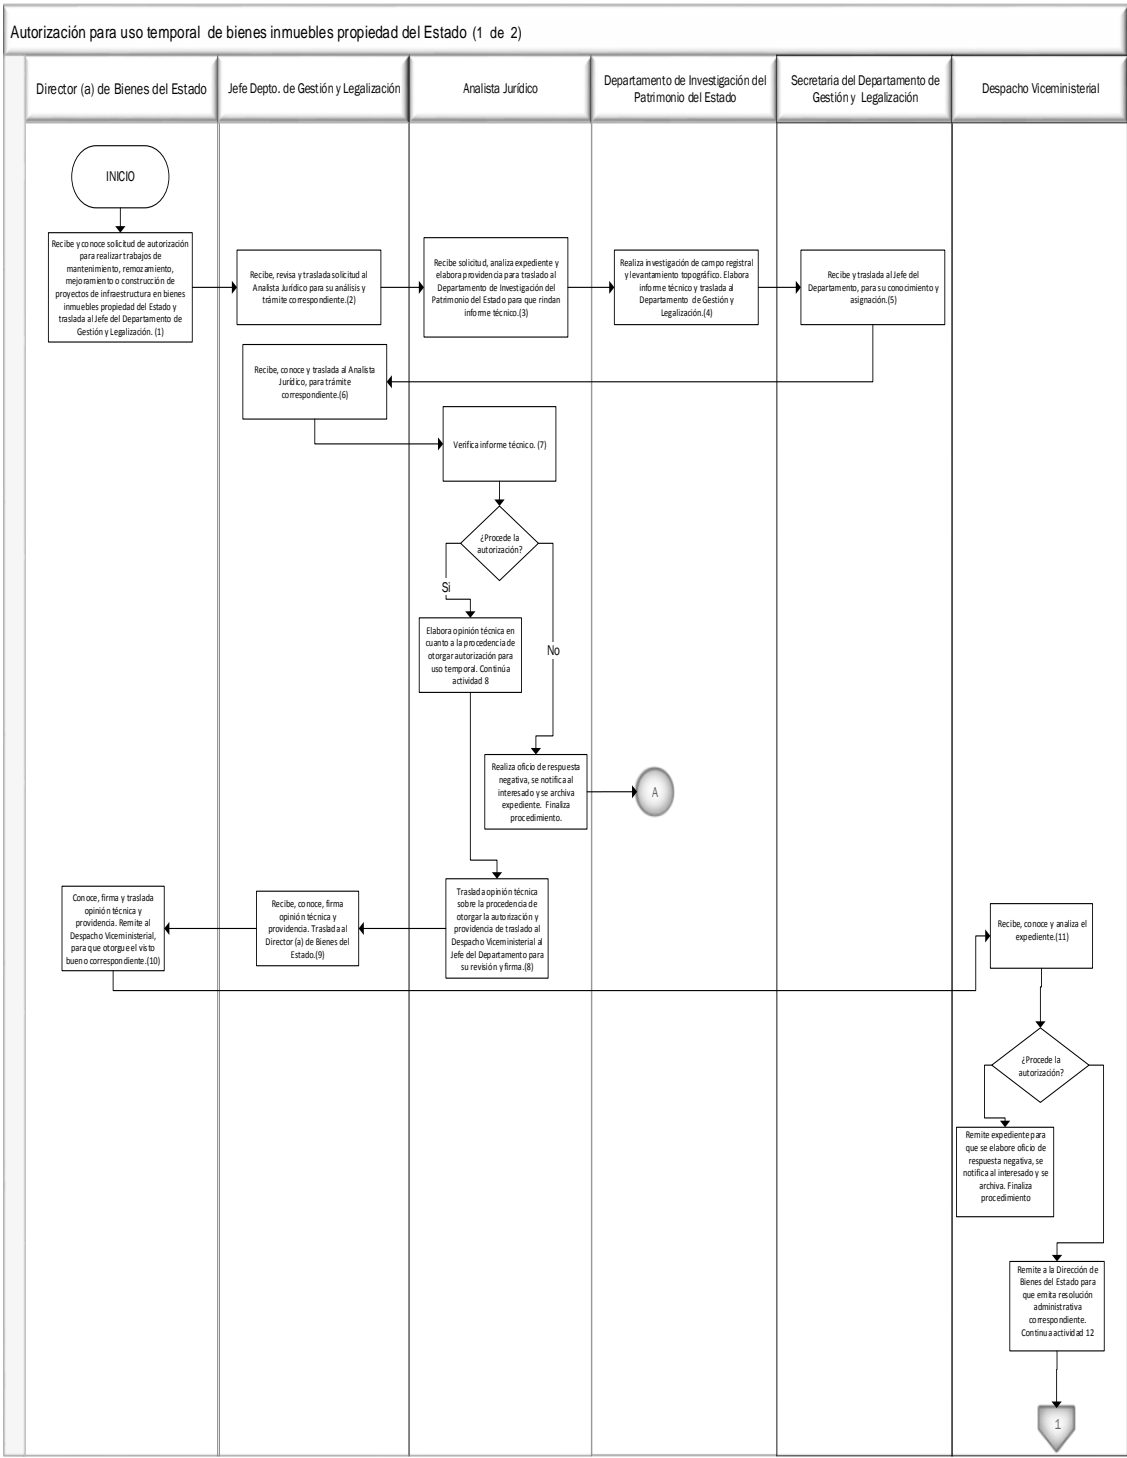 Autorización para uso temporal de bienes inmuebles propiedad del Estado (1 de 2)
Director (a) de Bienes del Estado
Jefe Depto. de Gestión y Legalización
Analista Jurídico
Departamento de Investigación del
Patrimonio del Estado
Secretaria del Departamento de
Gestión y Legalización
Despacho Viceministerial
INICIO
Recibe y conoce solicitud de autorización
para realizar trabajos de
mantenimiento, remozamiento,
mejoramiento o construcción de
proyectos de infraestructura en bienes
inmuebles propiedad del Estado y
traslada al Jefe del Departamento de
Gestión y Legalización. (1)
Recibe, revisa y traslada solicitud al
Analista Jurídico para su análisis y
trámite correspondiente.(2)
Recibe solicitud, analiza expediente y
elabora providencia para traslado al
Departamento de Investigación del
Patrimonio del Estado para que rindan
informe técnico.(3)
Realiza investigación de campo registral
y levantamiento topográfico. Elabora
informe técnico y traslada al
Departamento de Gestión y
Legalización.(4)
Recibe y traslada al Jefe del
Departamento, para su conocimiento y
asignación.(5)
Recibe, conoce y traslada al Analista
Jurídico, para trámite
correspondiente.(6)
Verifica informe técnico. (7)
¿Procede la
autorización?
Si
No
Elabora opinión técnica en
cuanto a la procedencia de
otorgar autorización para
uso temporal. Continúa
actividad 8
Realiza oficio de respuesta
negativa, se notifica al
interesado y se archiva
expediente. Finaliza
procedimiento.
A
Conoce, firma y traslada
opinión técnica y
providencia. Remite al
Despacho Viceministerial,
para que otorgue el visto
bueno correspondiente.(10)
Recibe, conoce, firma
opinión técnica y
providencia. Traslada al
Director (a) de Bienes del
Estado.(9)
Traslada opinión técnica
sobre la procedencia de
otorgar la autorización y
providencia de traslado al
Despacho Viceministerial al
Jefe del Departamento para
su revisión y firma.(8)
Recibe, conoce y analiza el
expediente.(11)
¿Procede la
autorización?
Remite expediente para
que se elabore oficio de
respuesta negativa, se
notifica al interesado y se
archiva. Finaliza
procedimiento
Remite a la Dirección de
Bienes del Estado para
que emita resolución
administrativa
correspondiente.
Continua actividad 12
1